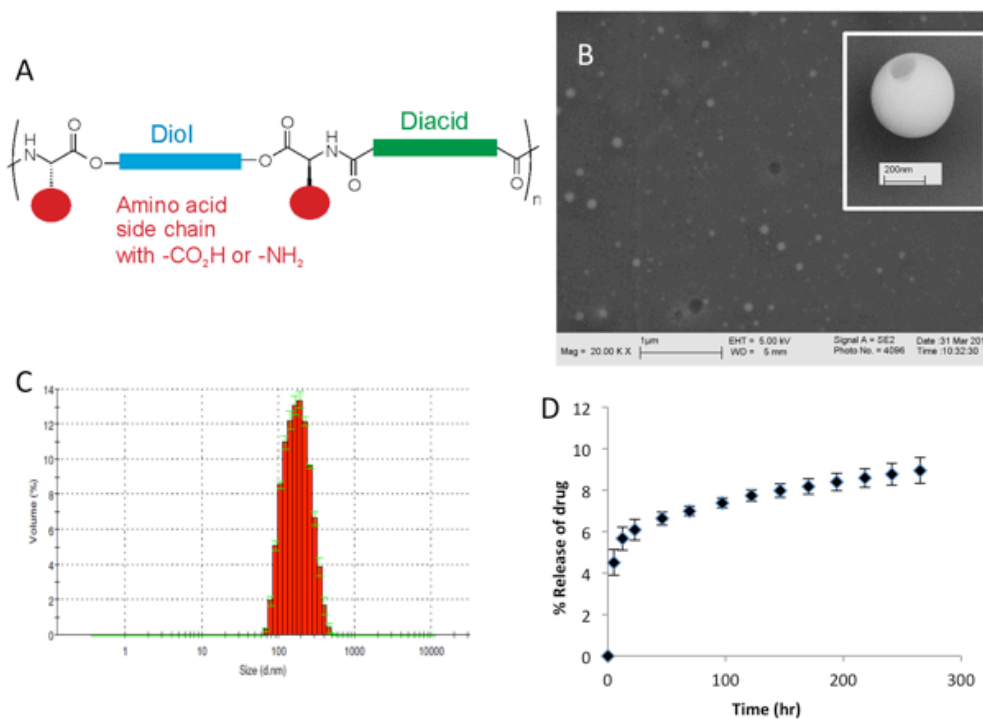 A
H
N
O
O
Diol
O
O
H
N
O
Diacid
O
n
Amino acid
side chain
with -CO₂H or -NH₂
B
200nm
Mag = 20.00 K X
1µm
EHT = 5.00 kV
WD = 5 mm
Signal A = SE2
Photo No. = 4096
Date :31 Mar 201
Time :10:32:30
C
Volume (%)
14
12
10
8
6
4
2
0
1
10
100
1000
10000
Size (d.nm)
D
% Release of drug
12
10
8
6
4
2
0
0
100
200
300
Time (hr)